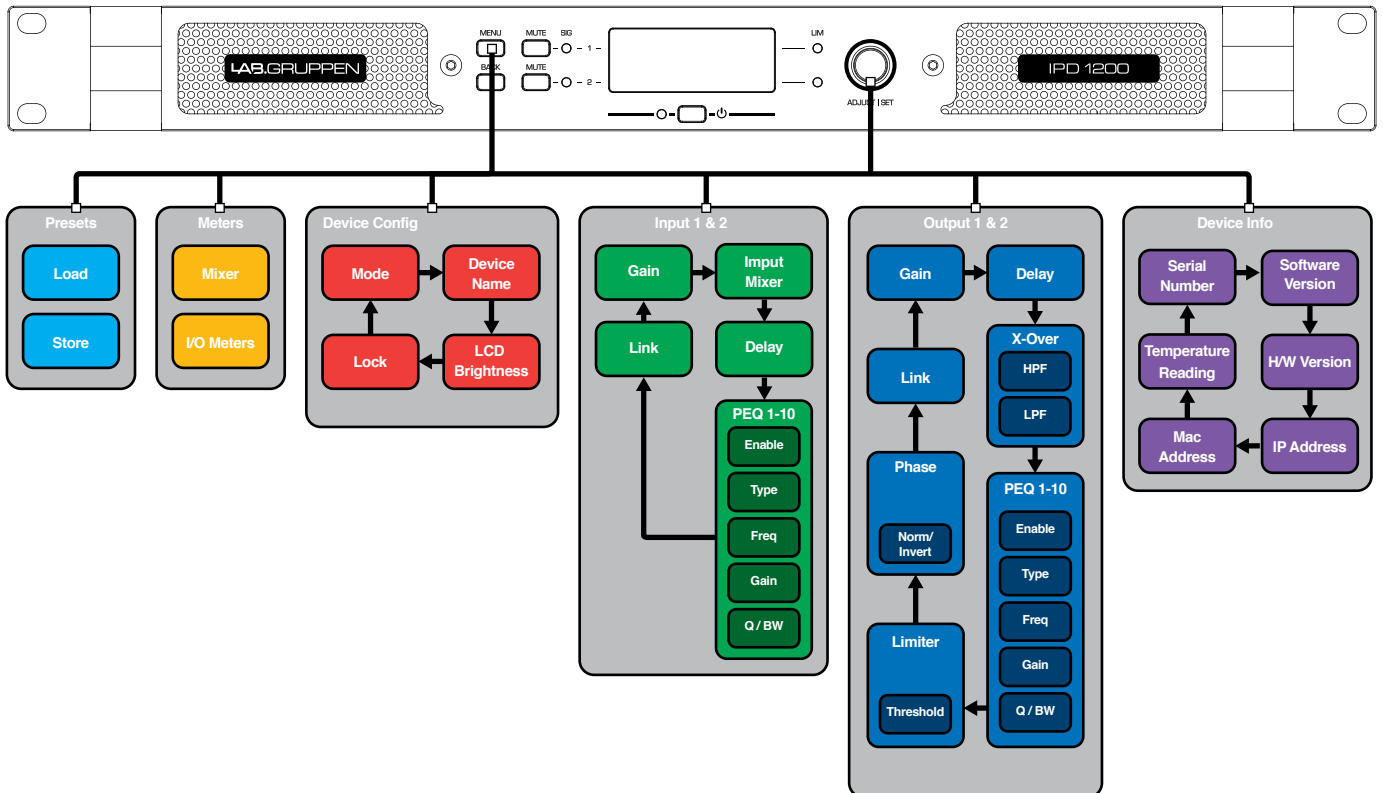 MENU
MUTE
SIG
1
LIM
LAB.GRUPPEN
BACK
MUTE
2
IPD 1200
ADJUST | SET
Presets
Load
Store
Meters
Mixer
I/O Meters
Device Config
Mode
Device
Name
Lock
LCD
Brightness
Input 1 & 2
Gain
Imput
Mixer
Link
Delay
PEQ 1-10
Enable
Type
Freq
Gain
Q / BW
Output 1 & 2
Gain
Delay
X-Over
HPF
LPF
Link
Phase
Norm/
Invert
PEQ 1-10
Enable
Type
Freq
Gain
Q / BW
Limiter
Threshold
Device Info
Serial
Number
Software
Version
Temperature
Reading
H/W Version
Mac
Address
IP Address